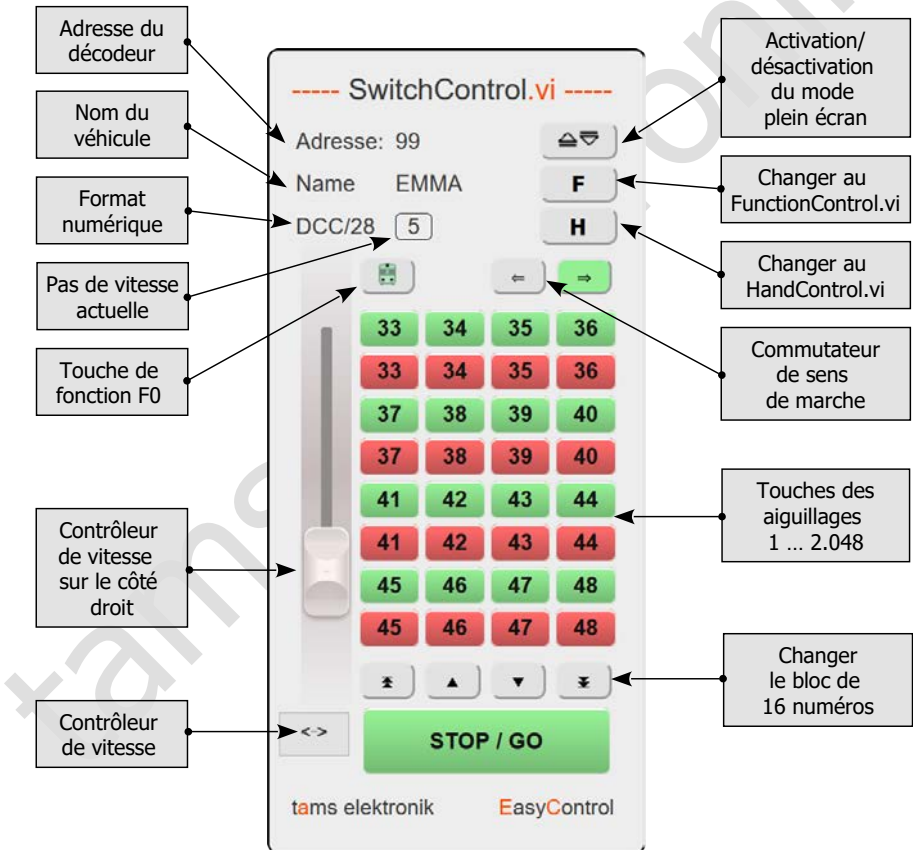 Adresse du
décodeur
Nom du
véhicule
Format
numérique
Pas de vitesse
actuelle
Touche de
fonction F0
Contrôleur
de vitesse
sur le côté
droit
Contrôleur
de vitesse
----- SwitchControl.vi -----
Adresse: 99
Name EMMA
F
DCC/28 5
H
⇐ ⇒
33 34 35 36
33 34 35 36
37 38 39 40
37 38 39 40
41 42 43 44
41 42 43 44
45 46 47 48
45 46 47 48
<->
STOP / GO
tams elektronik EasyControl
Activation/
désactivation
du mode
plein écran
Changer au
FunctionControl.vi
Changer au
HandControl.vi
Commutateur
de sens
de marche
Touches des
aiguillages
1 … 2.048
Changer
le bloc de
16 numéros